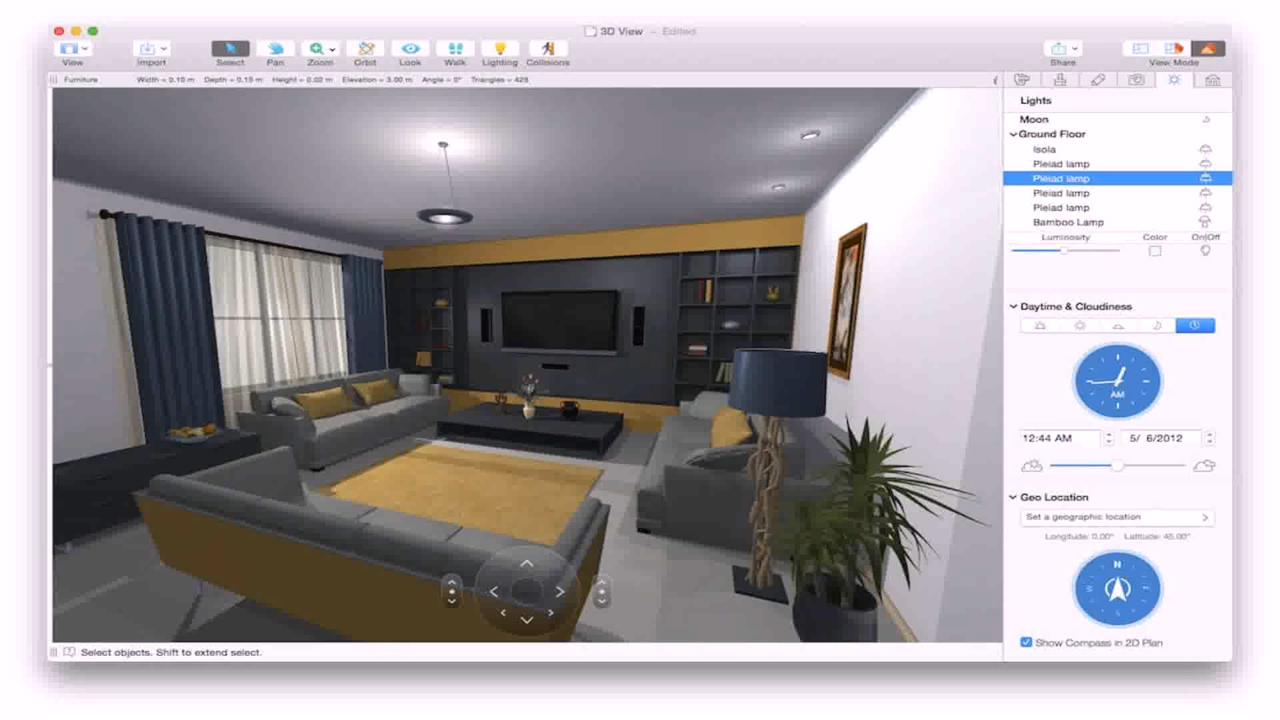 3D View — Edited
View Import Select Pan Zoom Orbit Look Walk Lighting Collisions Share View Mode
Furniture Width = 0.10 m Depth = 0.15 m Height = 0.02 m Elevation = 3.00 m Angle = 0° Triangles = 428
Lights
Moon
Ground Floor
Isola
Pleiad lamp
Pleiad lamp
Pleiad lamp
Pleiad lamp
Bamboo Lamp
Luminosity Color On|Off
Daytime & Cloudiness
AM
12:44 AM 5/ 6/2012
Geo Location
Set a geographic location
Longitude: 0.00° Latitude: 45.00°
N
W E
S
Show Compass in 2D Plan
Select objects. Shift to extend select.